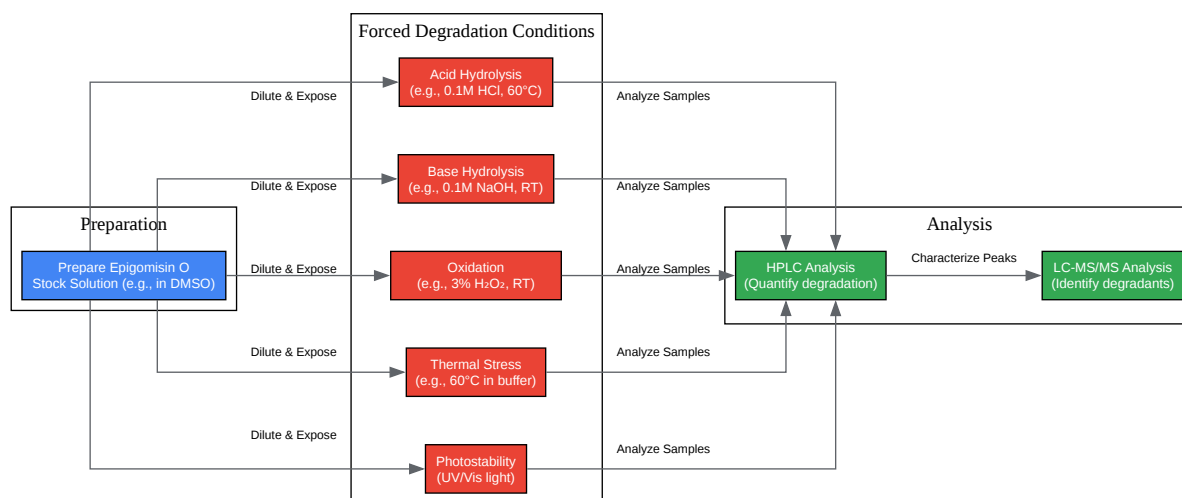 Forced Degradation Conditions
Acid Hydrolysis
(e.g., 0.1M HCl, 60°C)
Dilute & Expose
Analyze Samples
Base Hydrolysis
(e.g., 0.1M NaOH, RT)
Dilute & Expose
Analyze Samples
Preparation
Prepare Epigomisin O
Stock Solution (e.g., in DMSO)
Dilute & Expose
Oxidation
(e.g., 3% H₂O₂, RT)
Analyze Samples
Analysis
HPLC Analysis
(Quantify degradation)
Characterize Peaks
LC-MS/MS Analysis
(Identify degradants)
Dilute & Expose
Thermal Stress
(e.g., 60°C in buffer)
Analyze Samples
Dilute & Expose
Photostability
(UV/Vis light)
Analyze Samples